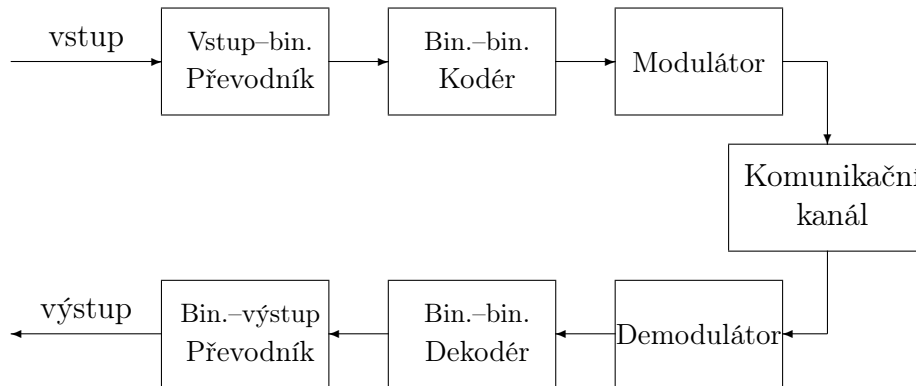 vstup
Vstup–bin.
Převodník
Bin.–bin.
Kodér
Modulátor
Komunikační
kanál
výstup
Bin.–výstup
Převodník
Bin.–bin.
Dekodér
Demodulátor